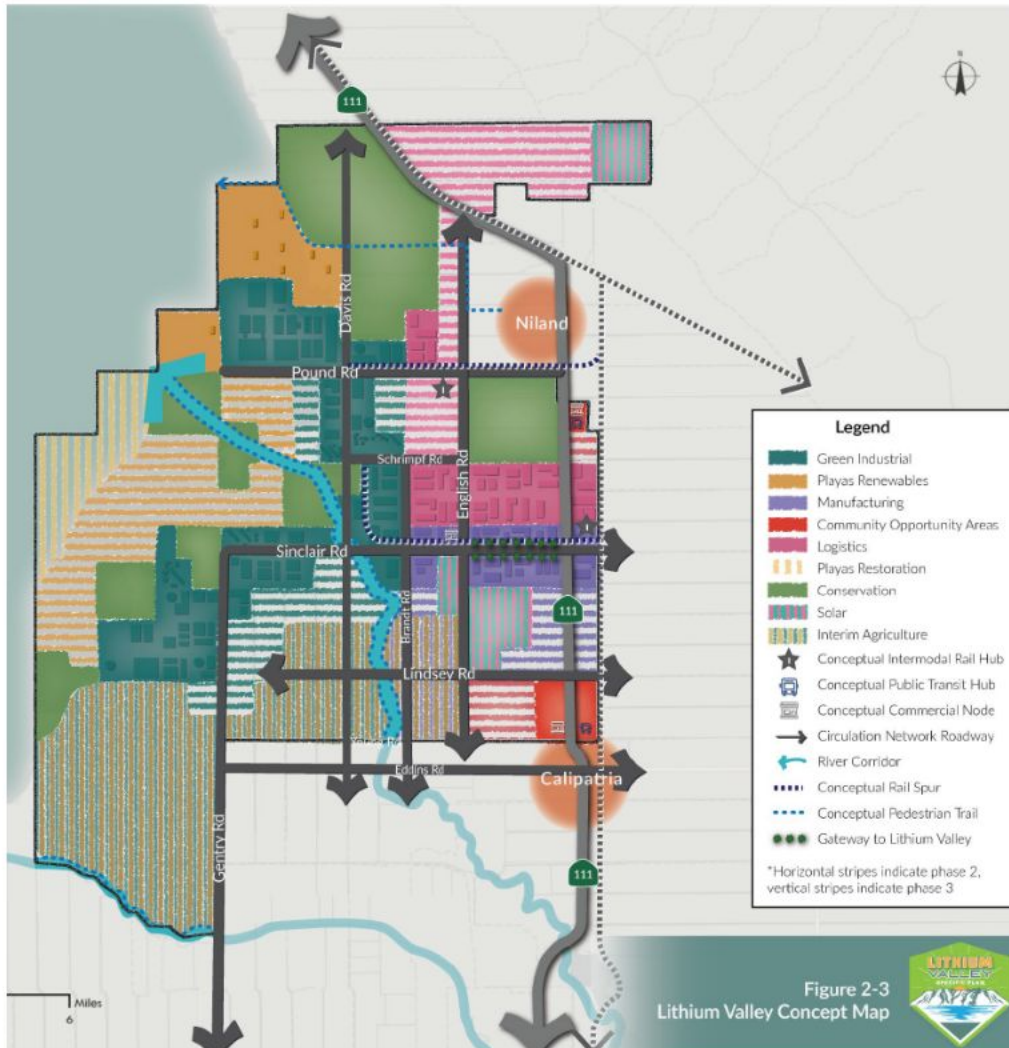 N
111
Niland
Davis Rd
Pound Rd
Schrimpf Rd
English Rd
Sinclair Rd
Brandt Rd
111
Lindsey Rd
Eddins Rd
Calipatria
Gentry Rd
111
Legend
Green Industrial
Playas Renewables
Manufacturing
Community Opportunity Areas
Logistics
Playas Restoration
Conservation
Solar
Interim Agriculture
Conceptual Intermodal Rail Hub
Conceptual Public Transit Hub
Conceptual Commercial Node
Circulation Network Roadway
River Corridor
Conceptual Rail Spur
Conceptual Pedestrian Trail
Gateway to Lithium Valley
*Horizontal stripes indicate phase 2,
vertical stripes indicate phase 3
Miles
6
Figure 2-3
Lithium Valley Concept Map
LITHIUM
VALLEY
SPECIFIC PLAN